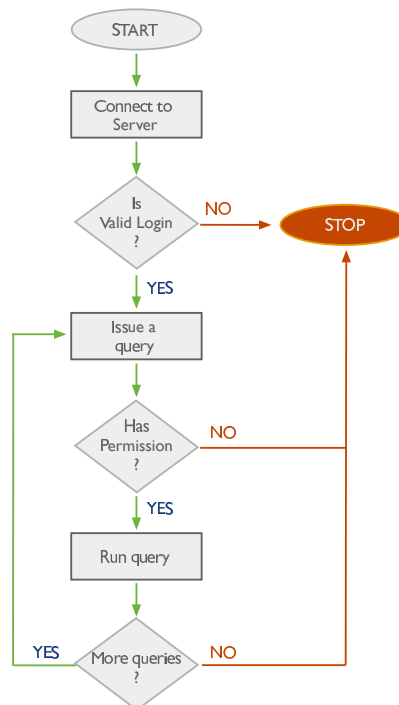 START
Connect to
Server
Is
Valid Login
?
NO
STOP
YES
Issue a
query
Has
Permission
?
NO
YES
Run query
YES
More queries
?
NO